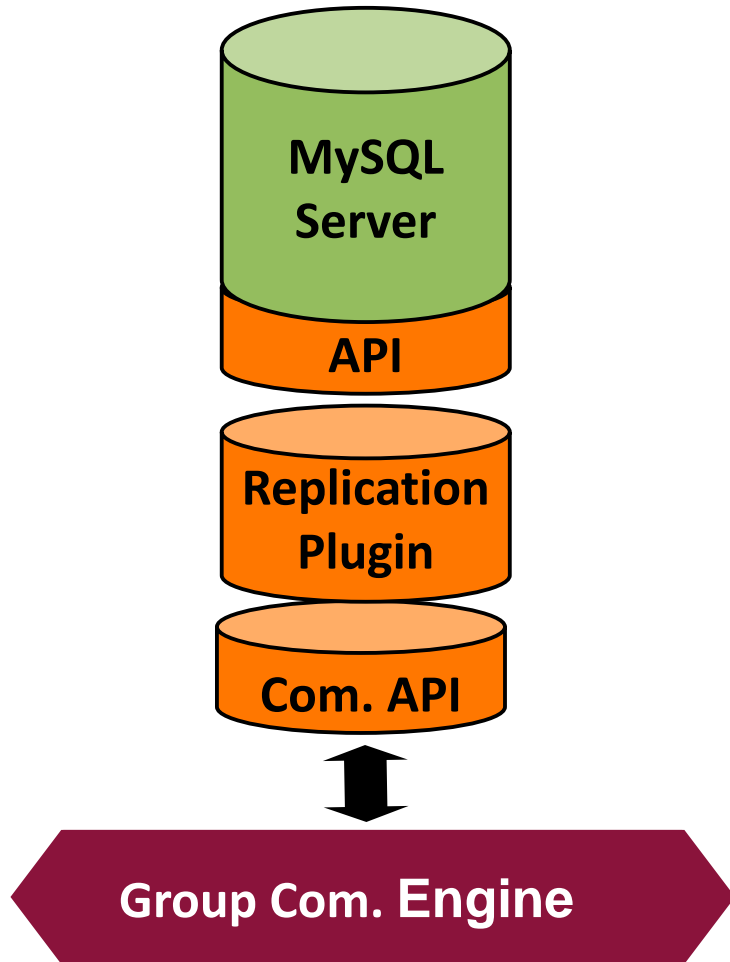 MySQL
Server
API
Replication
Plugin
Com. API
Group Com. Engine